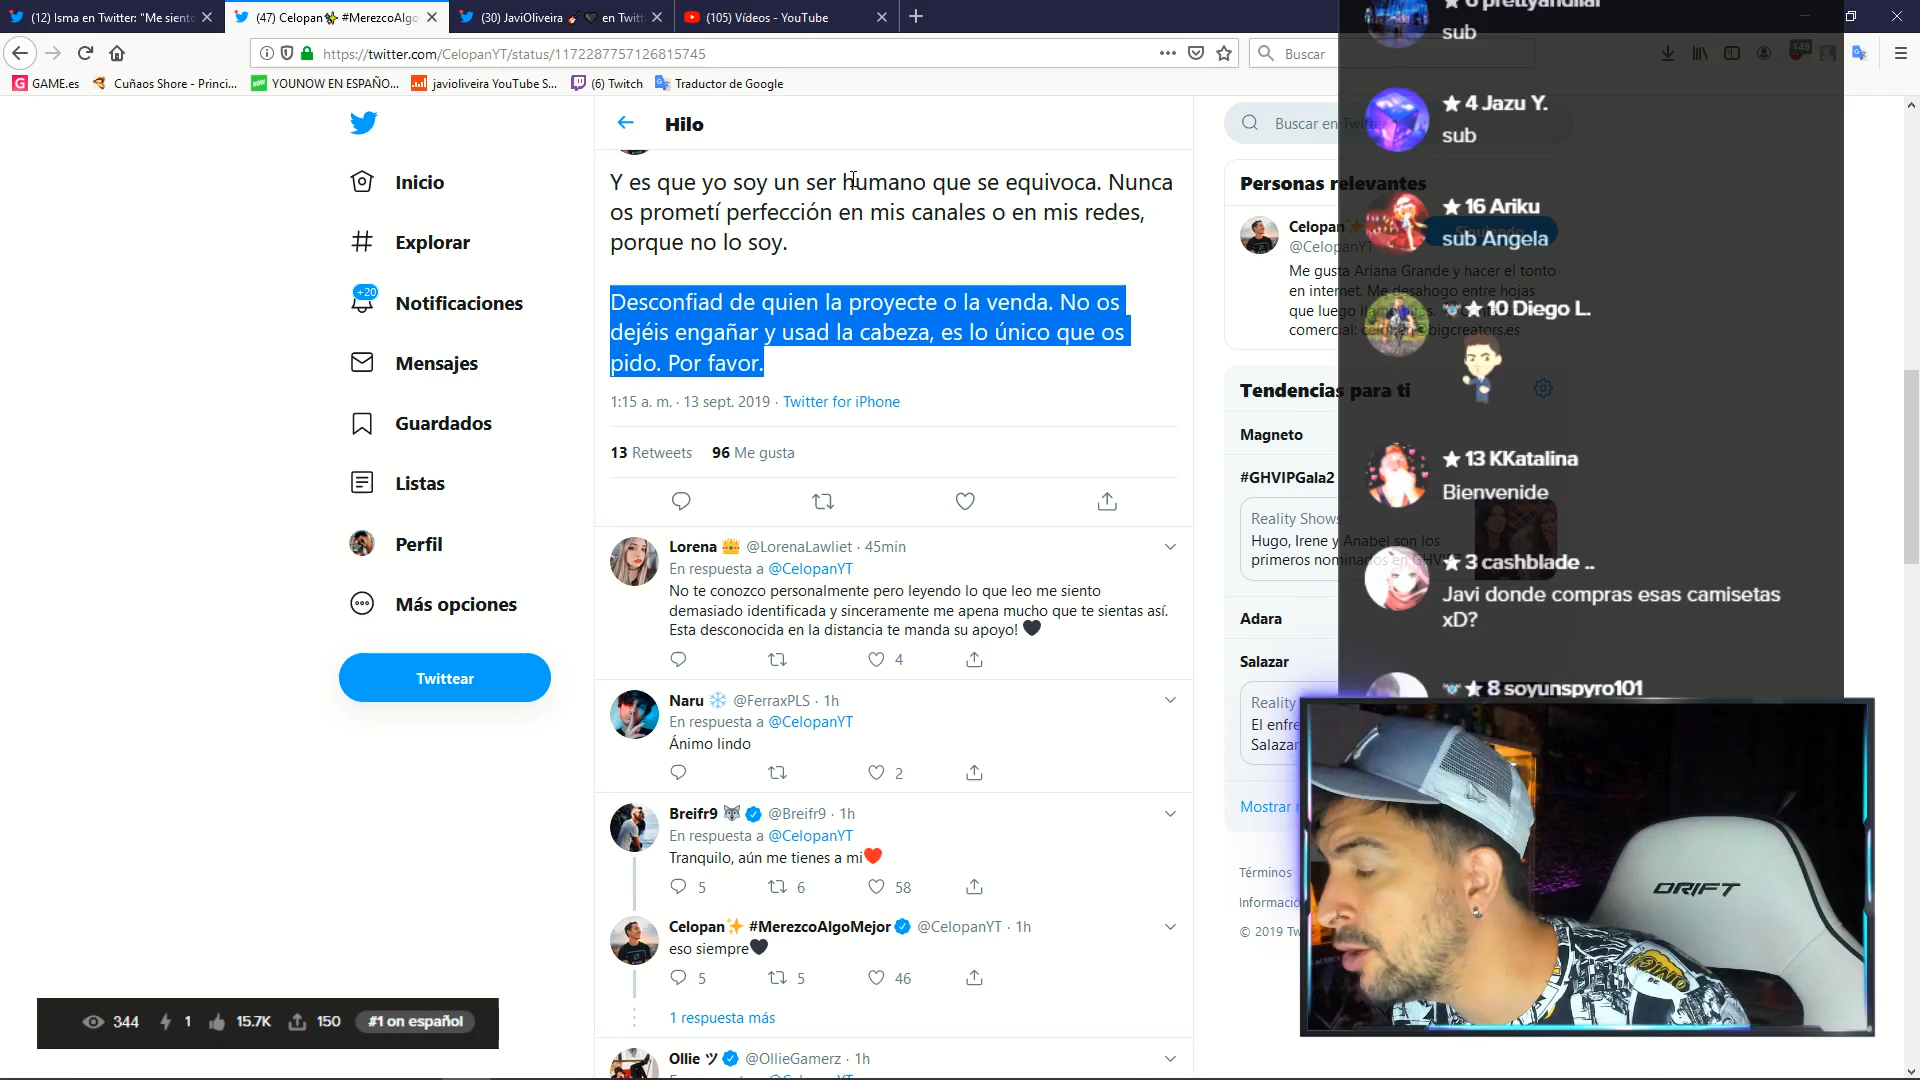 (12) Isma en Twitter: "Me siento
(47) Celopan✨ #MerezcoAlgo
(30) JaviOliveira 🎸🖤 en Twitt
(105) Vídeos - YouTube
https://twitter.com/CelopanYT/status/1172287757126815745
Buscar
149
GAME.es
Cuñaos Shore - Princi...
YOUNOW EN ESPAÑO...
javioliveira YouTube S...
(6) Twitch
Traductor de Google
Inicio
Explorar
+20
Notificaciones
Mensajes
Guardados
Listas
Perfil
Más opciones
Twittear
Hilo
Y es que yo soy un ser humano que se equivoca. Nunca
os prometí perfección en mis canales o en mis redes,
porque no lo soy.
Desconfiad de quien la proyecte o la venda. No os
dejéis engañar y usad la cabeza, es lo único que os
pido. Por favor.
1:15 a. m. · 13 sept. 2019 · Twitter for iPhone
13 Retweets 96 Me gusta
Lorena 👑 @LorenaLawliet · 45min
En respuesta a @CelopanYT
No te conozco personalmente pero leyendo lo que leo me siento
demasiado identificada y sinceramente me apena mucho que te sientas así.
Esta desconocida en la distancia te manda su apoyo! 🖤
4
Naru ❄️ @FerraxPLS · 1h
En respuesta a @CelopanYT
Ánimo lindo
2
Breifr9 🐺 @Breifr9 · 1h
En respuesta a @CelopanYT
Tranquilo, aún me tienes a mi❤️
5 6 58
Celopan✨ #MerezcoAlgoMejor @CelopanYT · 1h
eso siempre🖤
5 5 46
1 respuesta más
Ollie ツ @OllieGamerz · 1h
Buscar en Twitter
Personas relevantes
Celopan
@CelopanYT
Me gusta Ariana Grande y hacer el tonto
en internet. Me desahogo entre hojas
que luego
comercial: @bigcreators.es
Tendencias para ti
Magneto
#GHVIPGala2
Reality Shows
Hugo, Irene y Anabel son los
primeros nominados en GHVIP7
Adara
Salazar
Reality
El enfre
Salazar
Mostrar
Términos
Informació
© 2019 Tw
sub
★ 4 Jazu Y.
sub
★ 16 Ariku
sub Angela
★ 10 Diego L.
★ 13 KKatalina
Bienvenide
★ 3 cashblade ..
Javi donde compras esas camisetas
xD?
★ 8 soyunspyro101
DRIFT
344 1 15.7K 150 #1 on español